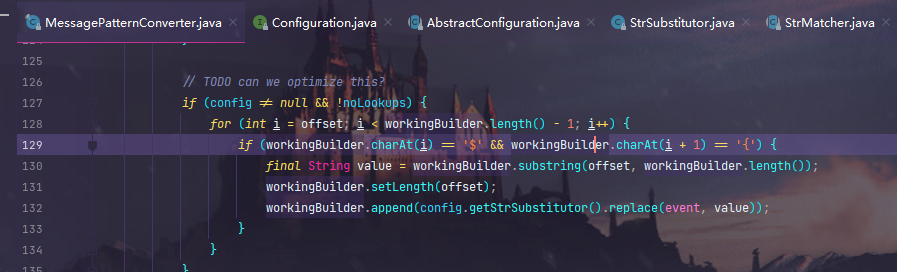 MessagePatternConverter.java × Configuration.java × AbstractConfiguration.java × StrSubstitutor.java × StrMatcher.java ×
125
126 // TODO can we optimize this?
127 if (config ≠ null && !noLookups) {
128 for (int i = offset; i < workingBuilder.length() - 1; i++) {
129 if (workingBuilder.charAt(i) == '$' && workingBuilder.charAt(i + 1) == '{') {
130 final String value = workingBuilder.substring(offset, workingBuilder.length());
131 workingBuilder.setLength(offset);
132 workingBuilder.append(config.getStrSubstitutor().replace(event, value));
133 }
134 }
135 }